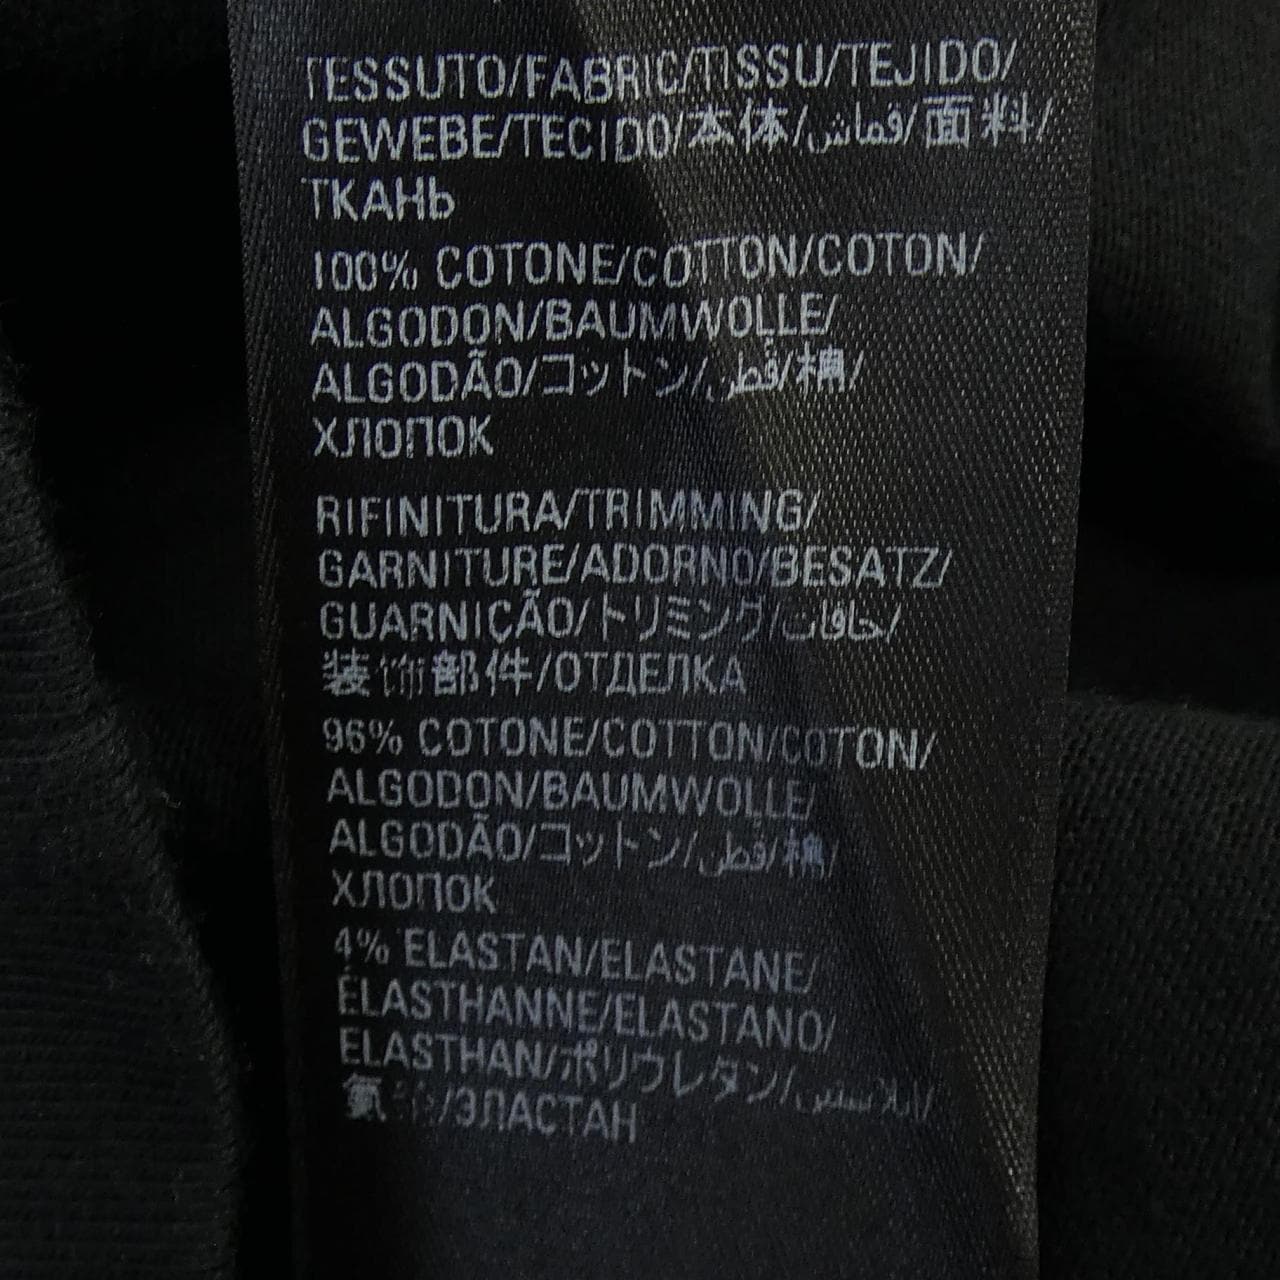 TESSUTO/FABRIC/TISSU/TEJIDO/
GEWEBE/TECIDO/本体/قماش/面料/
ТКАНЬ
100% COTONE/COTTON/COTON/
ALGODON/BAUMWOLLE/
ALGODÃO/コットン/قطن/棉/
ХЛОПОК
RIFINITURA/TRIMMING/
GARNITURE/ADORNO/BESATZ/
GUARNIÇÃO/トリミング/حافات/
装饰部件/ОТДЕЛКА
96% COTONE/COTTON/COTON/
ALGODON/BAUMWOLLE/
ALGODÃO/コットン/قطن/棉/
ХЛОПОК
4% ELASTAN/ELASTANE/
ÉLASTHANNE/ELASTANO/
ELASTHAN/ポリウレタン/
氨纶/ЭЛАСТАН